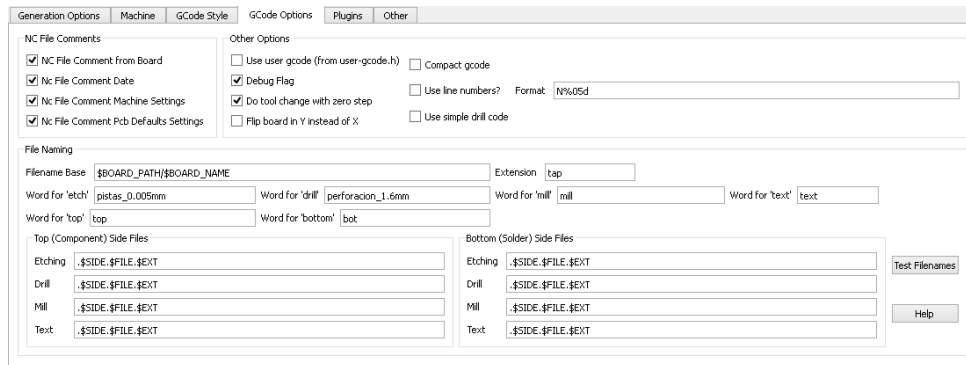 Generation Options Machine GCode Style GCode Options Plugins Other
NC File Comments
NC File Comment from Board
Nc File Comment Date
Nc File Comment Machine Settings
Nc File Comment Pcb Defaults Settings
Other Options
Use user gcode (from user-gcode.h)
Debug Flag
Do tool change with zero step
Flip board in Y instead of X
Compact gcode
Use line numbers? Format N%05d
Use simple drill code
File Naming
Filename Base $BOARD_PATH/$BOARD_NAME Extension tap
Word for 'etch' pistas_0.005mm Word for 'drill' perforacion_1.6mm Word for 'mill' mill Word for 'text' text
Word for 'top' top Word for 'bottom' bot
Top (Component) Side Files
Etching .$SIDE.$FILE.$EXT
Drill .$SIDE.$FILE.$EXT
Mill .$SIDE.$FILE.$EXT
Text .$SIDE.$FILE.$EXT
Bottom (Solder) Side Files
Etching .$SIDE.$FILE.$EXT
Drill .$SIDE.$FILE.$EXT
Mill .$SIDE.$FILE.$EXT
Text .$SIDE.$FILE.$EXT
Test Filenames
Help